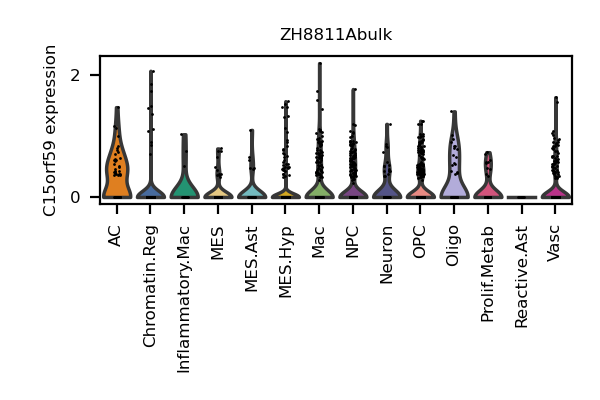 ZH8811Abulk
C15orf59 expression
2
0
AC
Chromatin.Reg
Inflammatory.Mac
MES
MES.Ast
MES.Hyp
Mac
NPC
Neuron
OPC
Oligo
Prolif.Metab
Reactive.Ast
Vasc